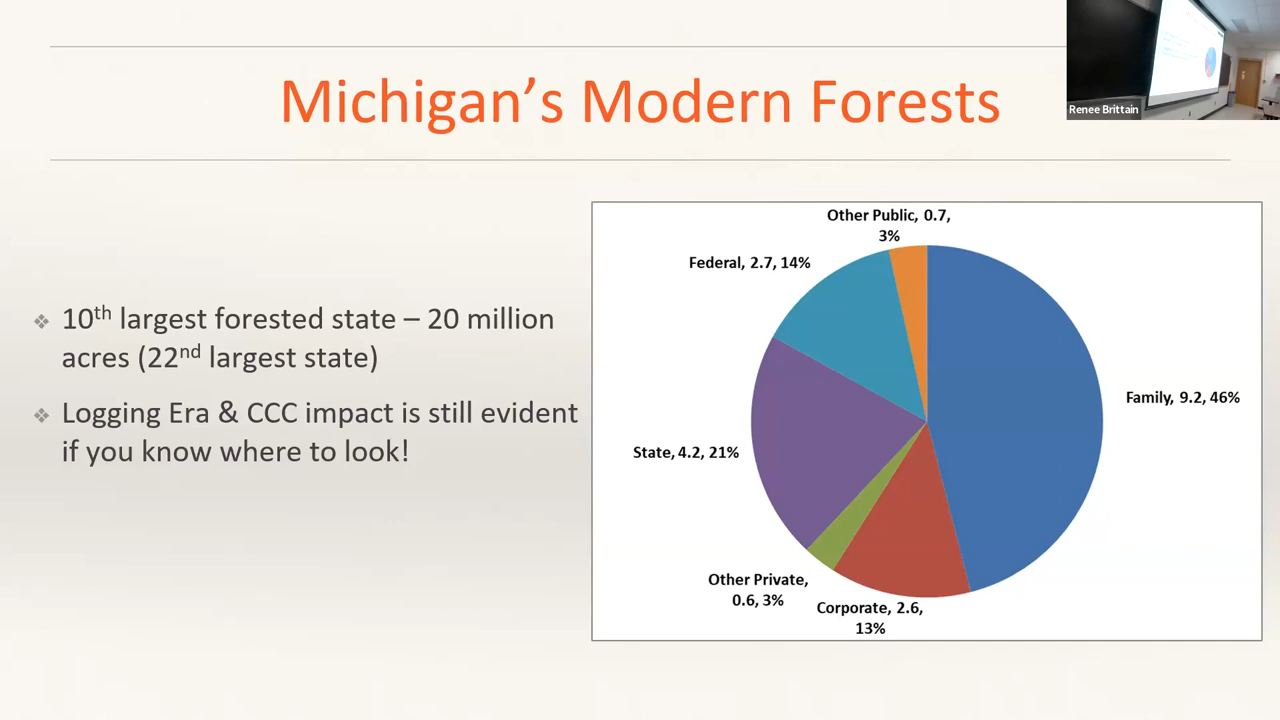 Michigan’s Modern Forests
Renee Brittain
❖ 10th largest forested state – 20 million
acres (22nd largest state)
❖ Logging Era & CCC impact is still evident
if you know where to look!
Other Public, 0.7,
3%
Federal, 2.7, 14%
Family, 9.2, 46%
State, 4.2, 21%
Other Private,
0.6, 3%
Corporate, 2.6,
13%